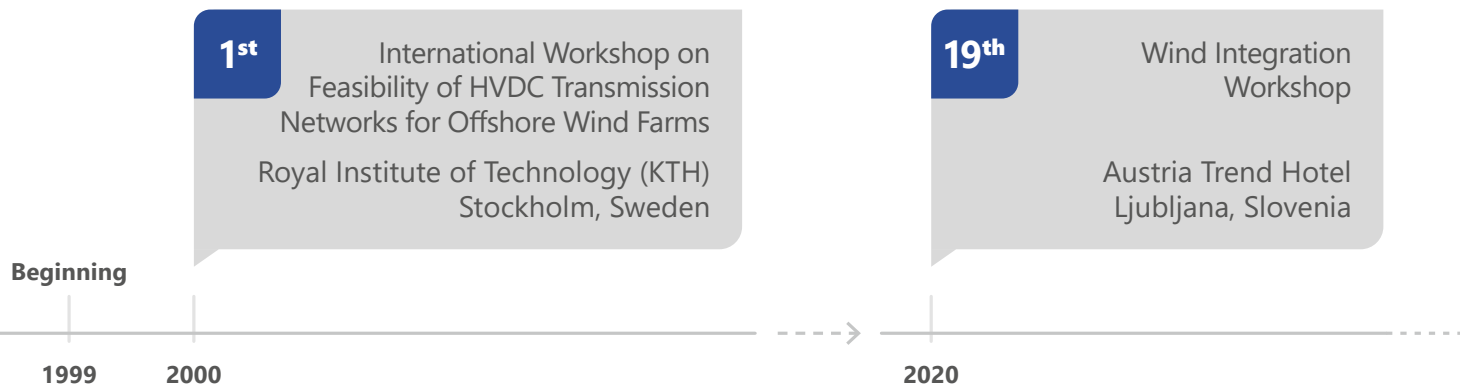 1st
International Workshop on
Feasibility of HVDC Transmission
Networks for Offshore Wind Farms
Royal Institute of Technology (KTH)
Stockholm, Sweden
19th
Wind Integration
Workshop
Austria Trend Hotel
Ljubljana, Slovenia
Beginning
1999
2000
2020